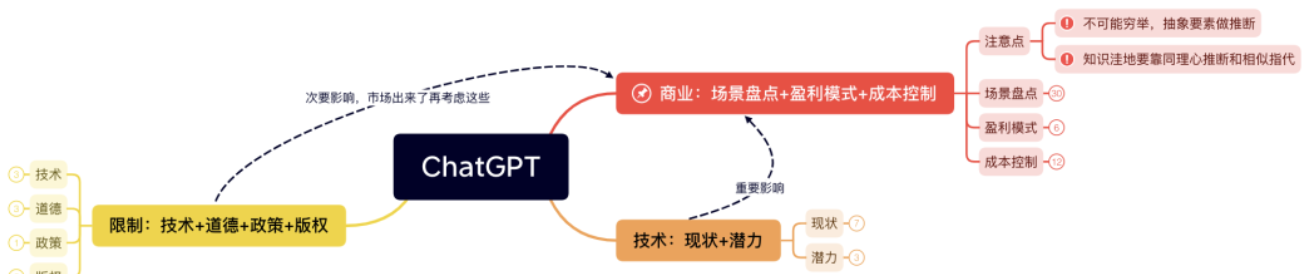 不可能穷举，抽象要素做推断
注意点
知识洼地要靠同理心推断和相似指代
次要影响，市场出来了再考虑这些
商业：场景盘点+盈利模式+成本控制
场景盘点
30
盈利模式
6
成本控制
12
ChatGPT
重要影响
技术
3
道德
3
政策
1
版权
限制：技术+道德+政策+版权
技术：现状+潜力
现状
7
潜力
3